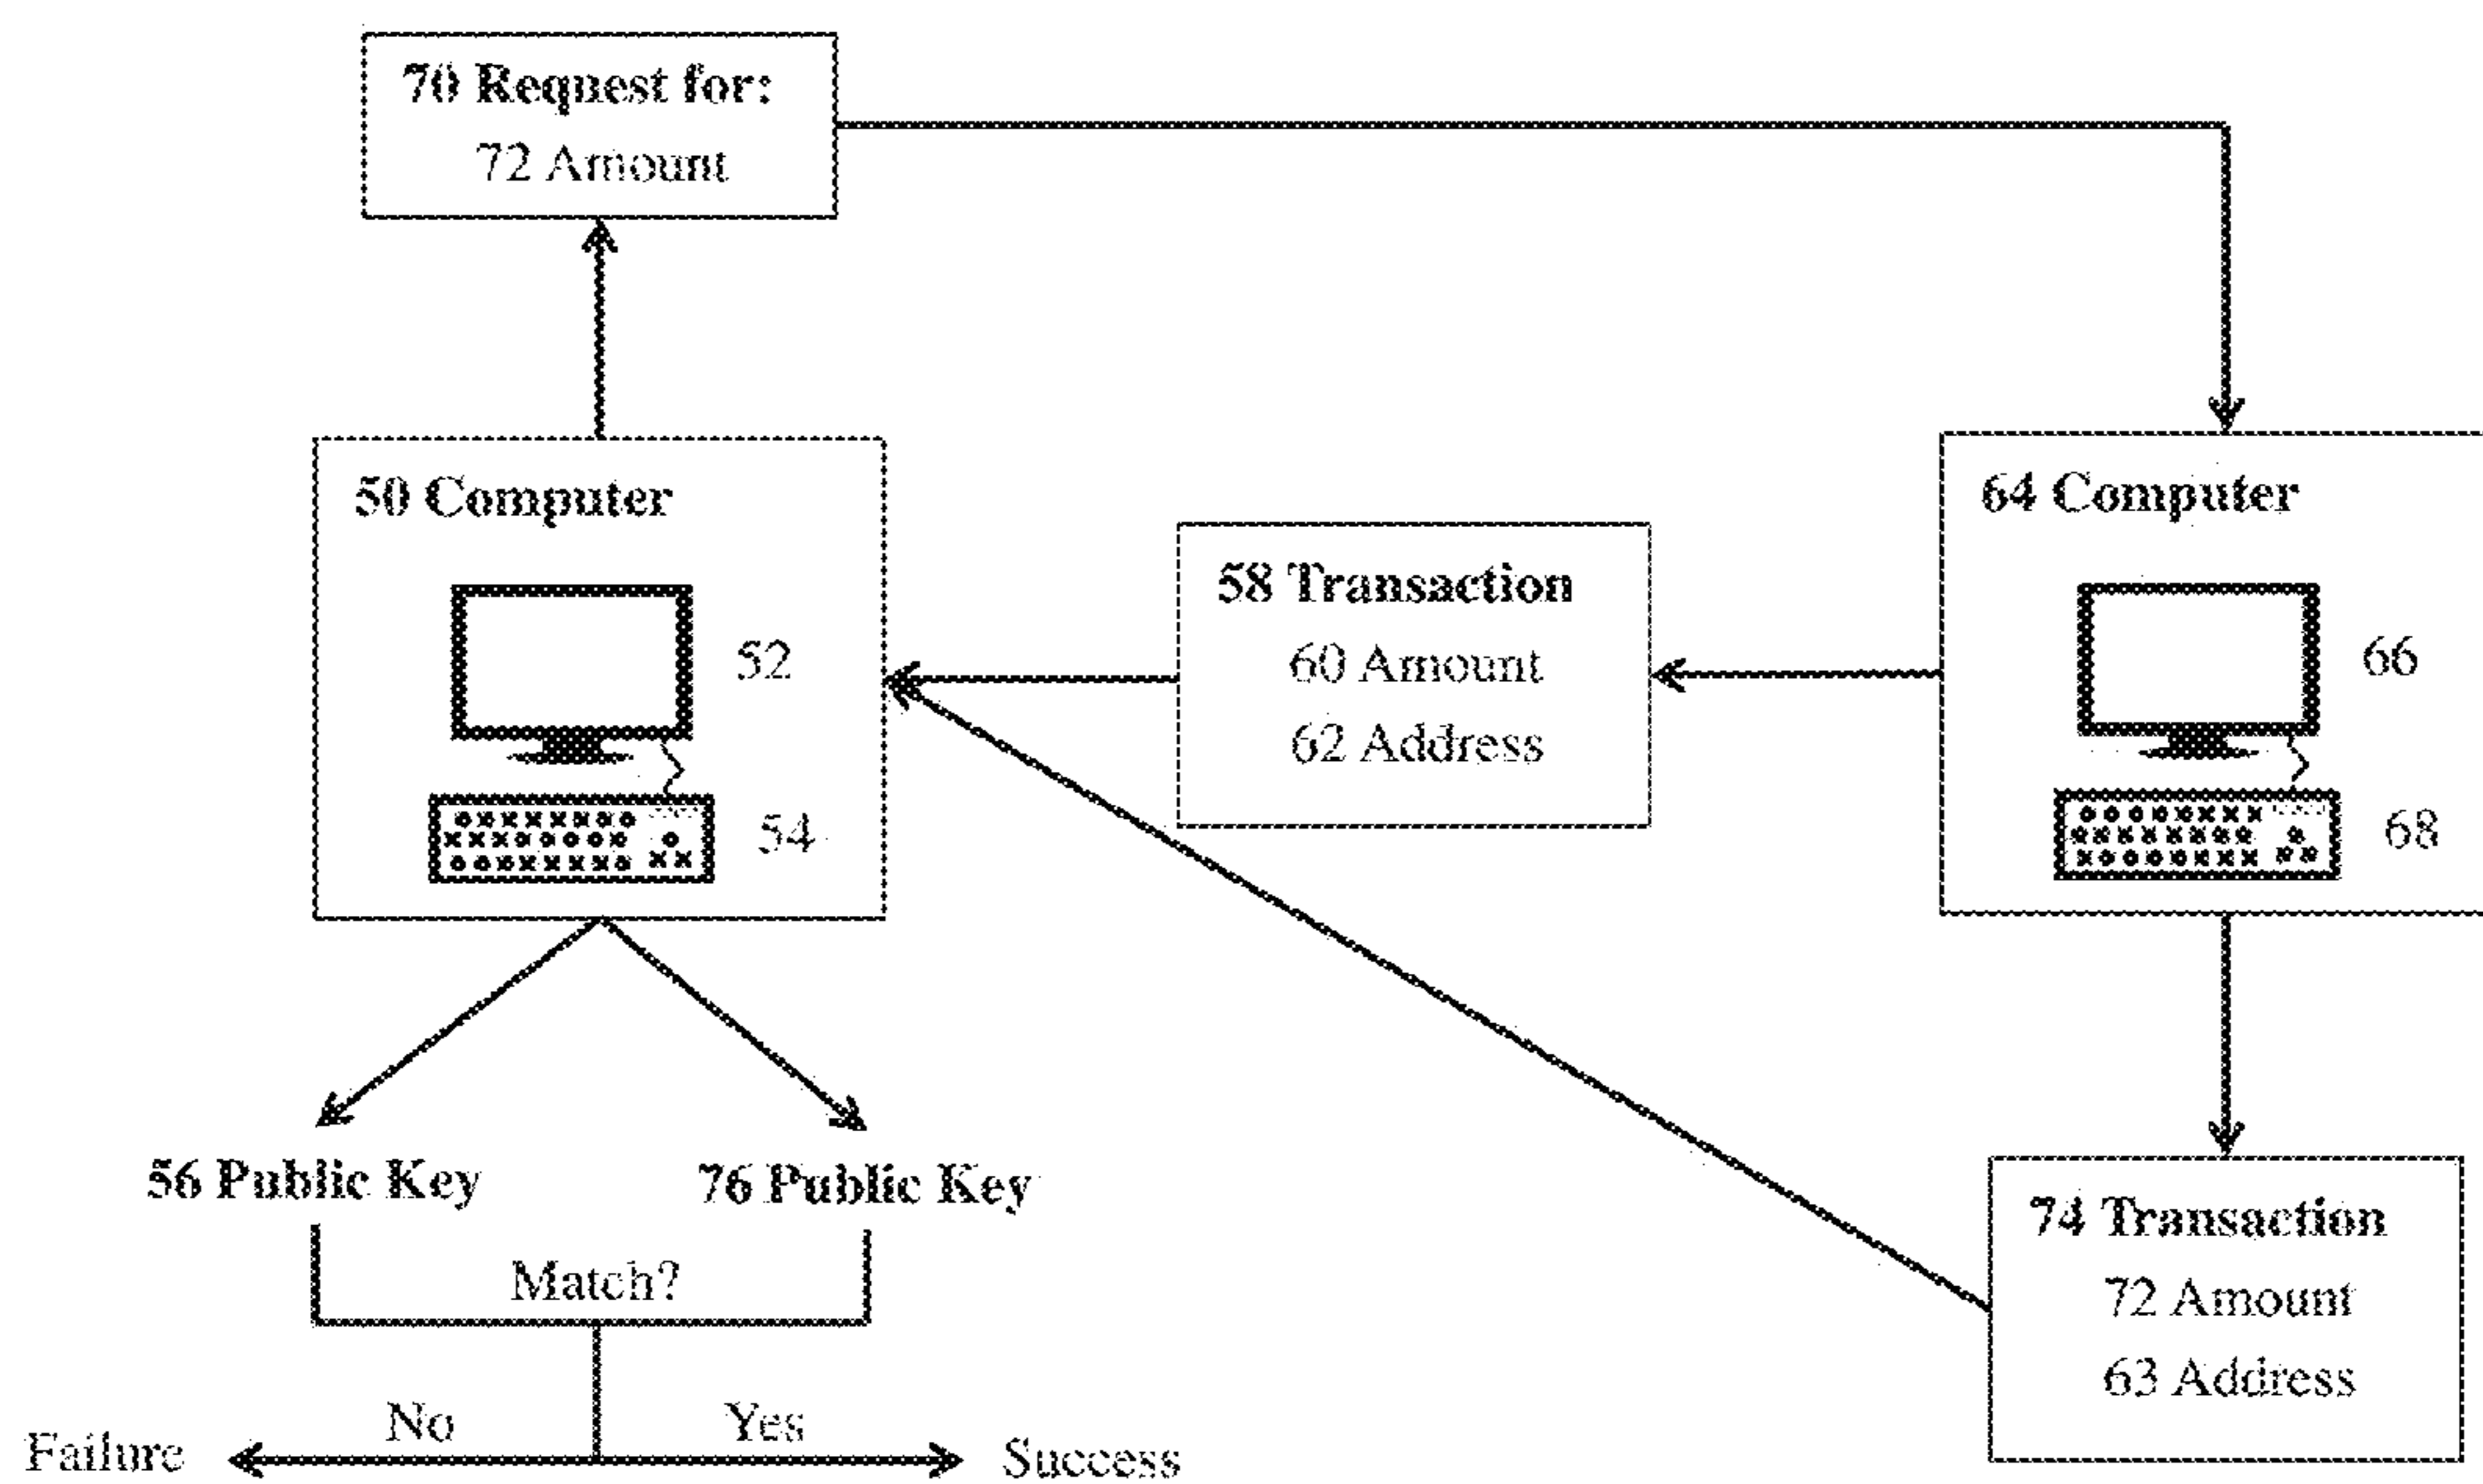 70 Request for:
72 Amount
50 Computer
52
54
58 Transaction
60 Amount
62 Address
64 Computer
66
68
56 Public Key
76 Public Key
Match?
No
Yes
Failure
Success
74 Transaction
72 Amount
63 Address